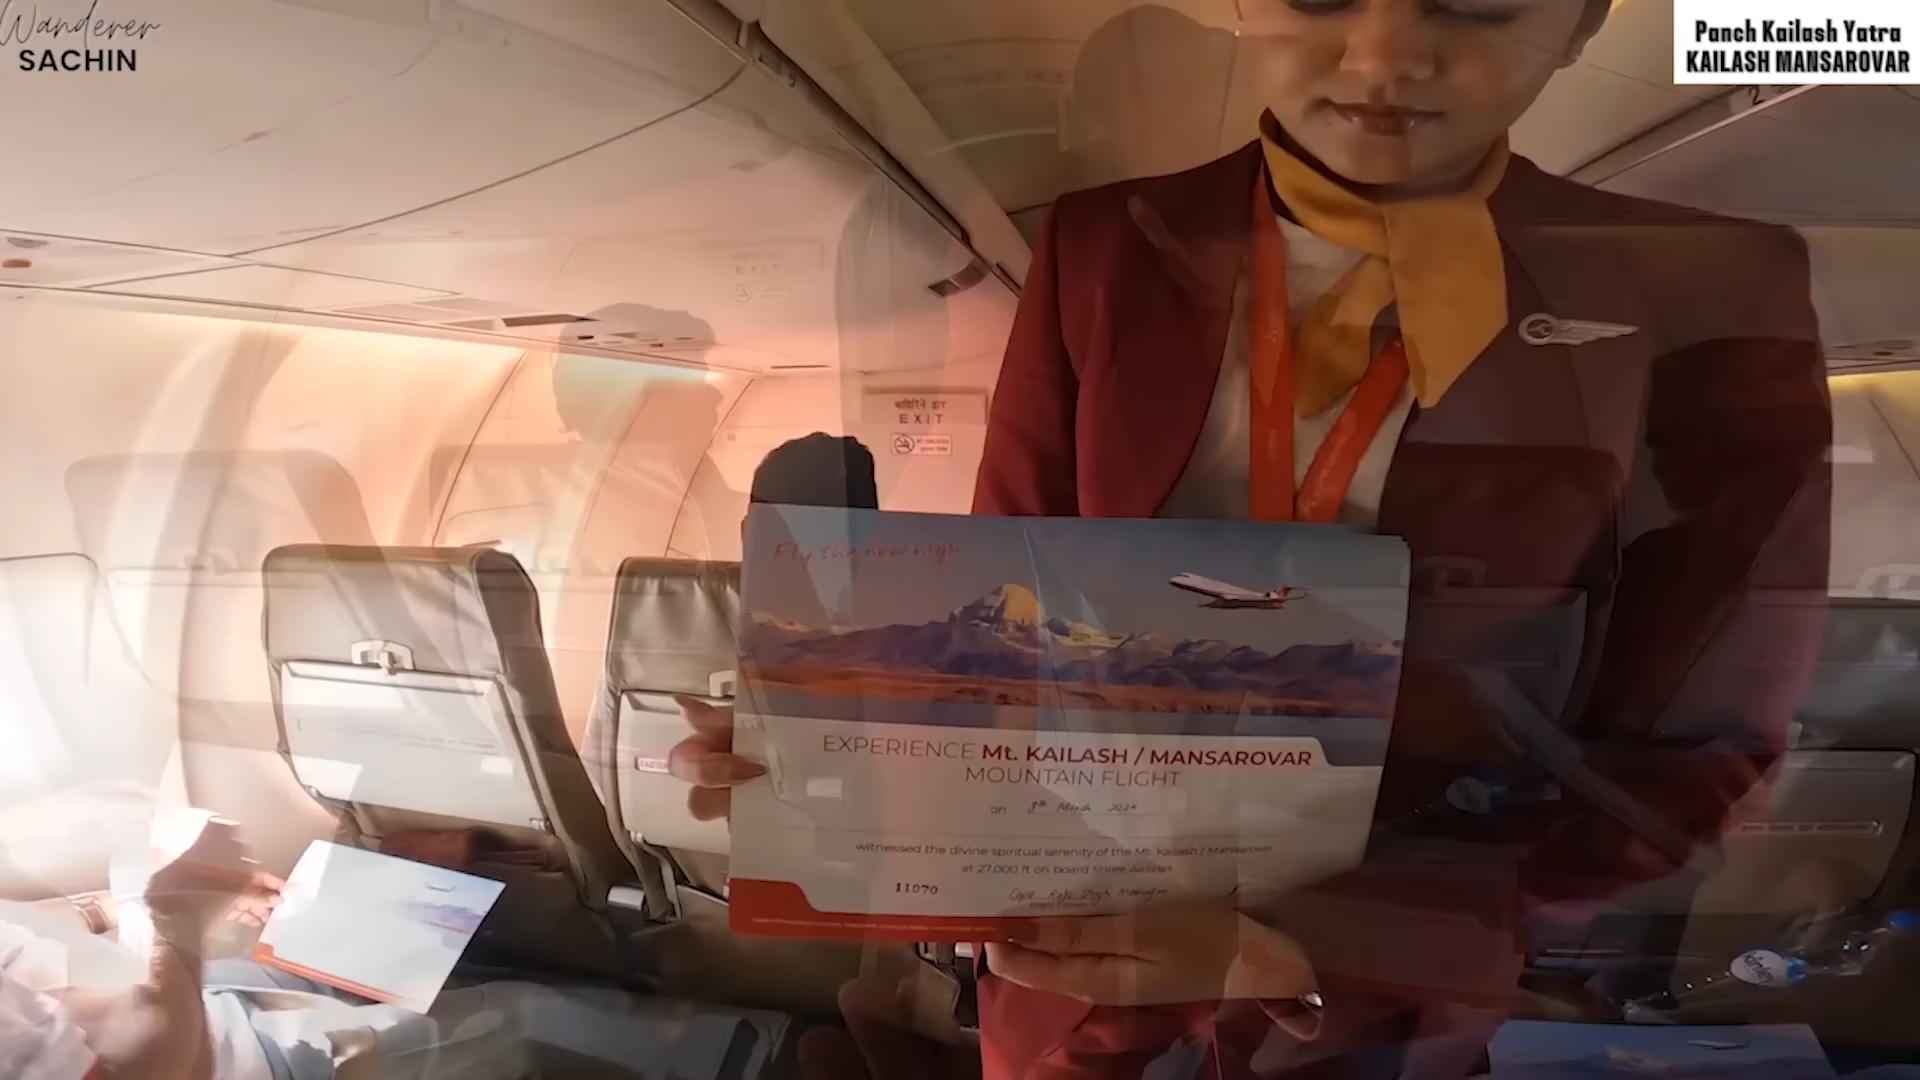 Wanderer
SACHIN
Panch Kailash Yatra
KAILASH MANSAROVAR
EXIT
बाहिरिने द्वार
EXIT
Fly the new high
EXPERIENCE Mt. KAILASH / MANSAROVAR
MOUNTAIN FLIGHT
on 8th March 2024
witnessed the divine spiritual serenity of the Mt. Kailash / Mansarovar
at 27,000 ft on board Shree Airlines
11070
FASTEN
kinley